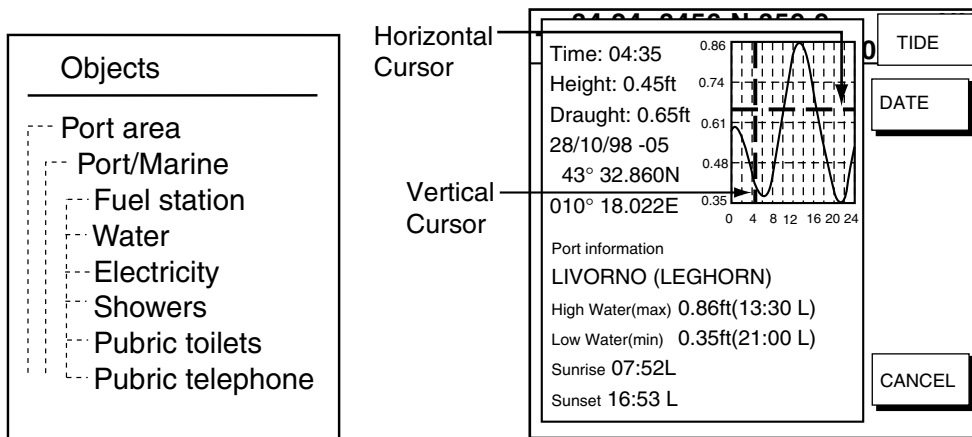 Objects
Port area
Port/Marine
Fuel station
Water
Electricity
Showers
Pubric toilets
Pubric telephone
Horizontal
Cursor
Vertical
Cursor
Time: 04:35
Height: 0.45ft
Draught: 0.65ft
28/10/98 -05
43° 32.860N
010° 18.022E
0.86
0.74
0.61
0.48
0.35
0 4 8 12 16 20 24
Port information
LIVORNO (LEGHORN)
High Water(max) 0.86ft(13:30 L)
Low Water(min) 0.35ft(21:00 L)
Sunrise 07:52L
Sunset 16:53 L
TIDE
DATE
CANCEL